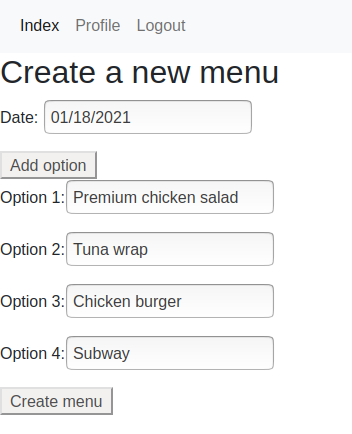 Index Profile Logout
Create a new menu
Date: 01/18/2021
Add option
Option 1: Premium chicken salad
Option 2: Tuna wrap
Option 3: Chicken burger
Option 4: Subway
Create menu